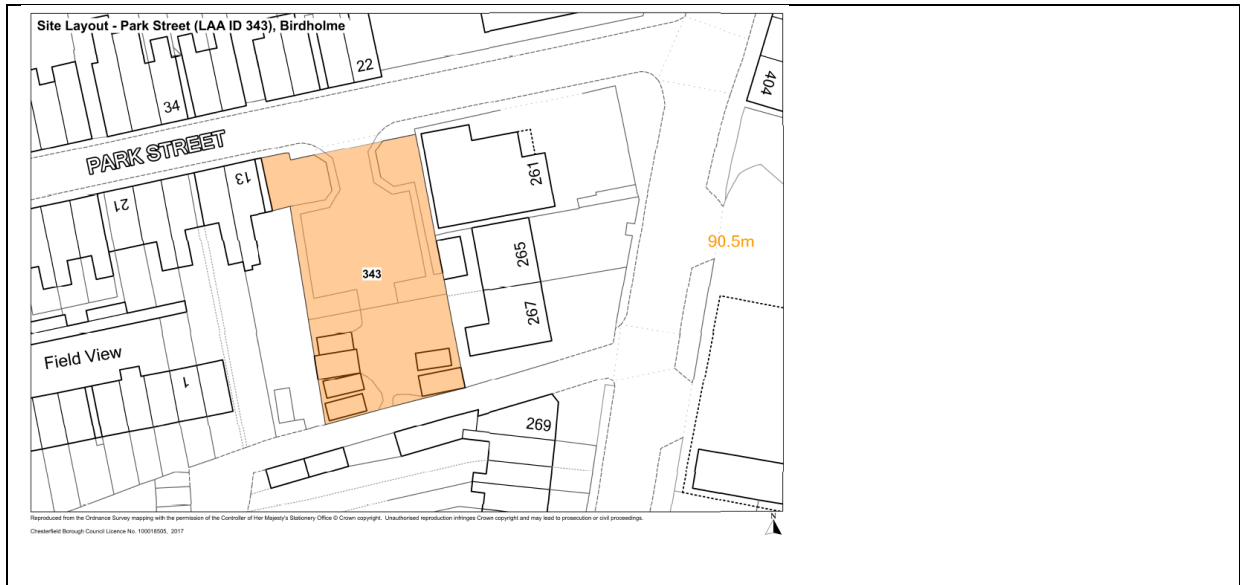 Site Layout - Park Street (LAA ID 343), Birdholme
22
404
34
PARK STREET
13
261
21
90.5m
265
343
267
Field View
1
269
Reproduced from the Ordnance Survey mapping with the permission of the Controller of Her Majesty's Stationery Office © Crown copyright. Unauthorised reproduction infringes Crown copyright and may lead to prosecution or civil proceedings.
N
Chesterfield Borough Council Licence No. 100018505, 2017